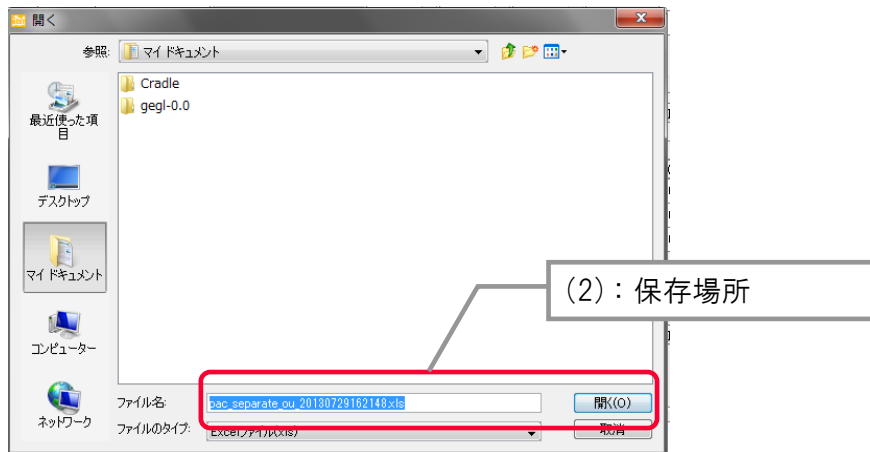 開く
参照:
マイ ドキュメント
Cradle
gegl-0.0
最近使った項
目
デスクトップ
マイ ドキュメント
(2)：保存場所
コンピューター
ファイル名:
pac_separate_ou_20130729162148.xls
開く(O)
ネットワーク
ファイルのタイプ:
Excelファイル(xls)
取消